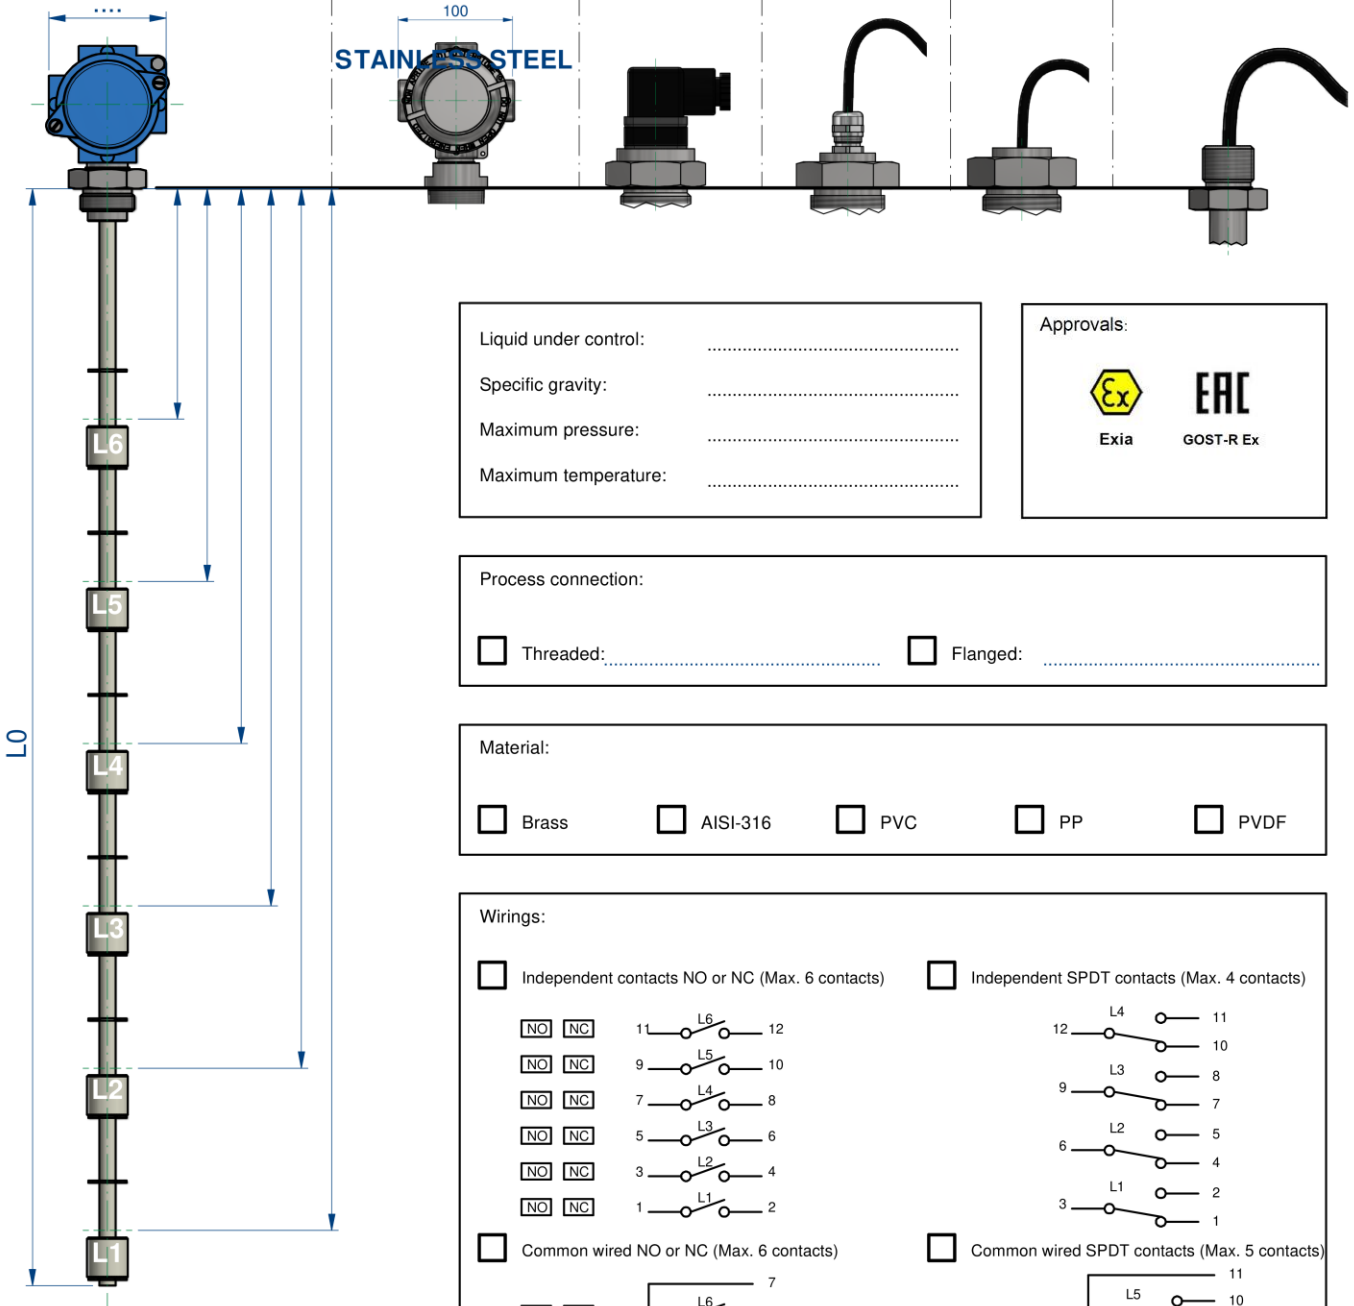 ....
100
STAINLESS STEEL
L0
L6
L5
L4
L3
L2
L1
Liquid under control: ....................
Specific gravity: ....................
Maximum pressure: ....................
Maximum temperature: ....................
Approvals:
Ex
EAC
Exia
GOST-R Ex
Process connection:
Threaded: ....................
Flanged: ....................
Material:
Brass
AISI-316
PVC
PP
PVDF
Wirings:
Independent contacts NO or NC (Max. 6 contacts)
NO NC 11 L6 12
NO NC 9 L5 10
NO NC 7 L4 8
NO NC 5 L3 6
NO NC 3 L2 4
NO NC 1 L1 2
Independent SPDT contacts (Max. 4 contacts)
L4 11
12
10
L3 8
9
7
L2 5
6
4
L1 2
3
1
Common wired NO or NC (Max. 6 contacts)
7
L6
Common wired SPDT contacts (Max. 5 contacts)
11
L5 10